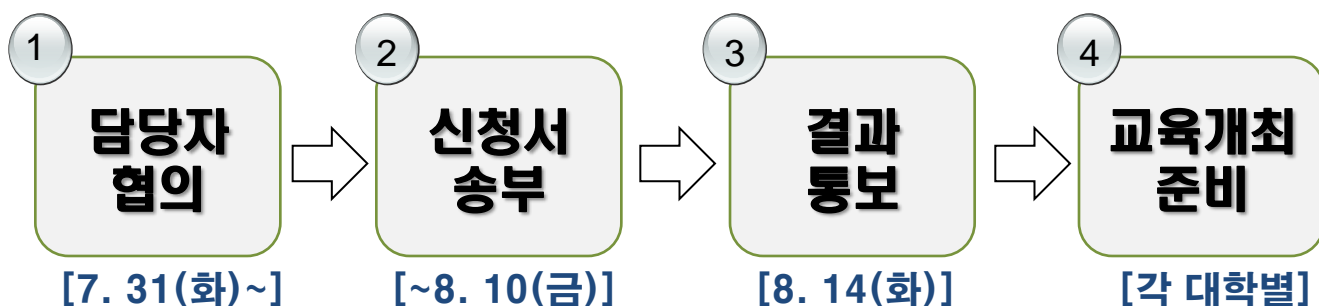 1
담당자
협의
[7. 31(화)~]
2
신청서
송부
[~8. 10(금)]
3
결과
통보
[8. 14(화)]
4
교육개최
준비
[각 대학별]